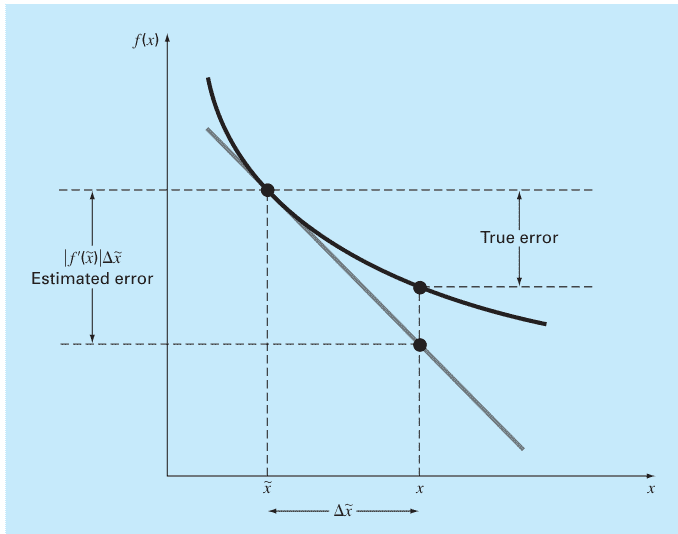 f(x)
True error
|f′(x̃)|Δx̃
Estimated error
x̃
x
x
Δx̃